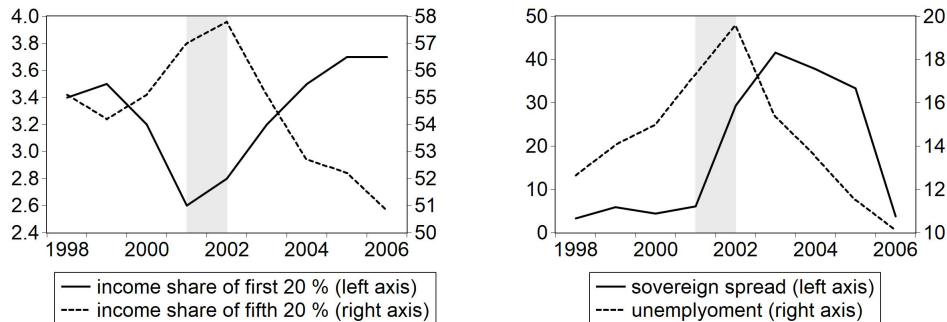 4.0 58
3.8 57
3.6 56
3.4 55
3.2 54
3.0 53
2.8 52
2.6 51
2.4 50
1998 2000 2002 2004 2006
income share of first 20 % (left axis)
income share of fifth 20 % (right axis)
50 20
40 18
30 16
20 14
10 12
0 10
1998 2000 2002 2004 2006
sovereign spread (left axis)
unemplyoment (right axis)